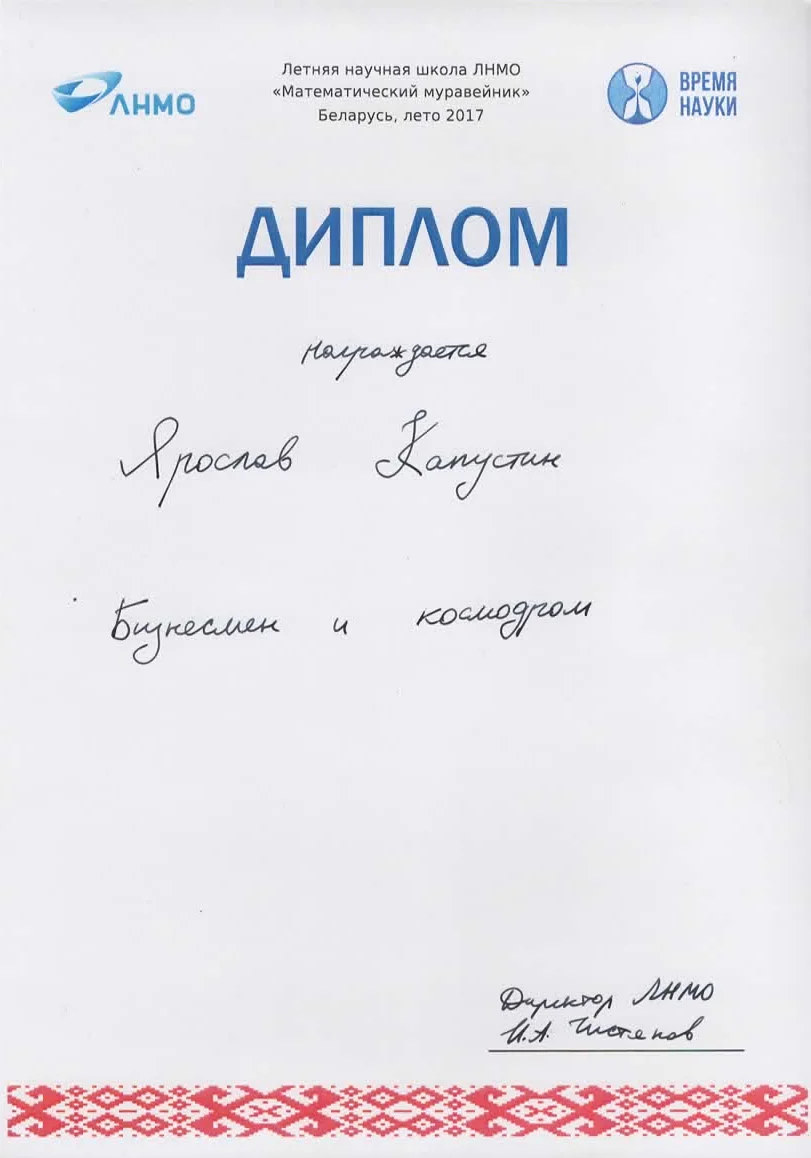 ЛНМО
Летняя научная школа ЛНМО
«Математический муравейник»
Беларусь, лето 2017
ВРЕМЯ
НАУКИ
ДИПЛОМ
Награждается
Ярослав Капустин
Бизнесмен и космодром
Директор ЛНМО
И.А. Чистяков